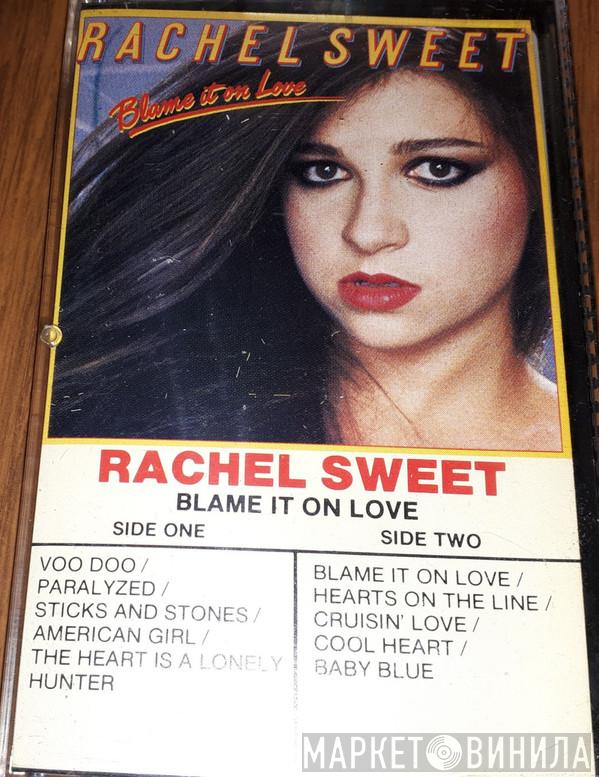 RACHEL SWEET
Blame it on Love
RACHEL SWEET
BLAME IT ON LOVE
SIDE ONE
VOO DOO /
PARALYZED /
STICKS AND STONES /
AMERICAN GIRL /
THE HEART IS A LONELY
HUNTER
SIDE TWO
BLAME IT ON LOVE /
HEARTS ON THE LINE /
CRUISIN' LOVE /
COOL HEART /
BABY BLUE
МАРКЕТ ВИНИЛА